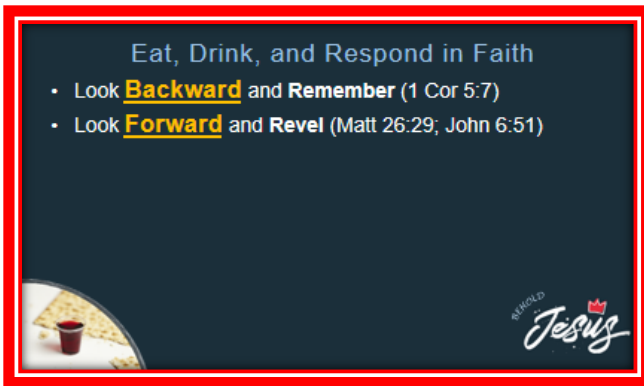 Eat, Drink, and Respond in Faith
• Look Backward and Remember (1 Cor 5:7)
• Look Forward and Revel (Matt 26:29; John 6:51)
BEHOLD
Jesus